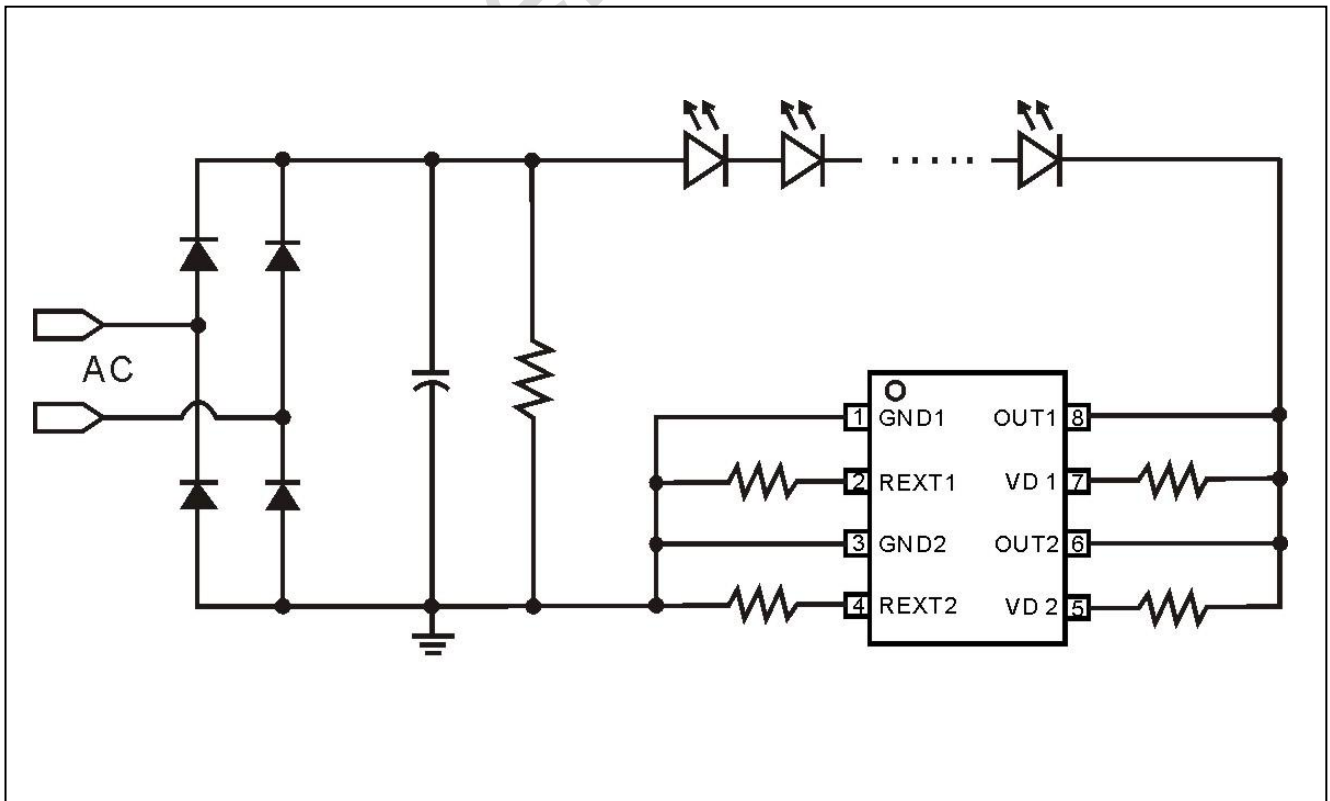 AC
1 GND1 OUT1 8
2 REXT1 VD 1 7
3 GND2 OUT2 6
4 REXT2 VD 2 5